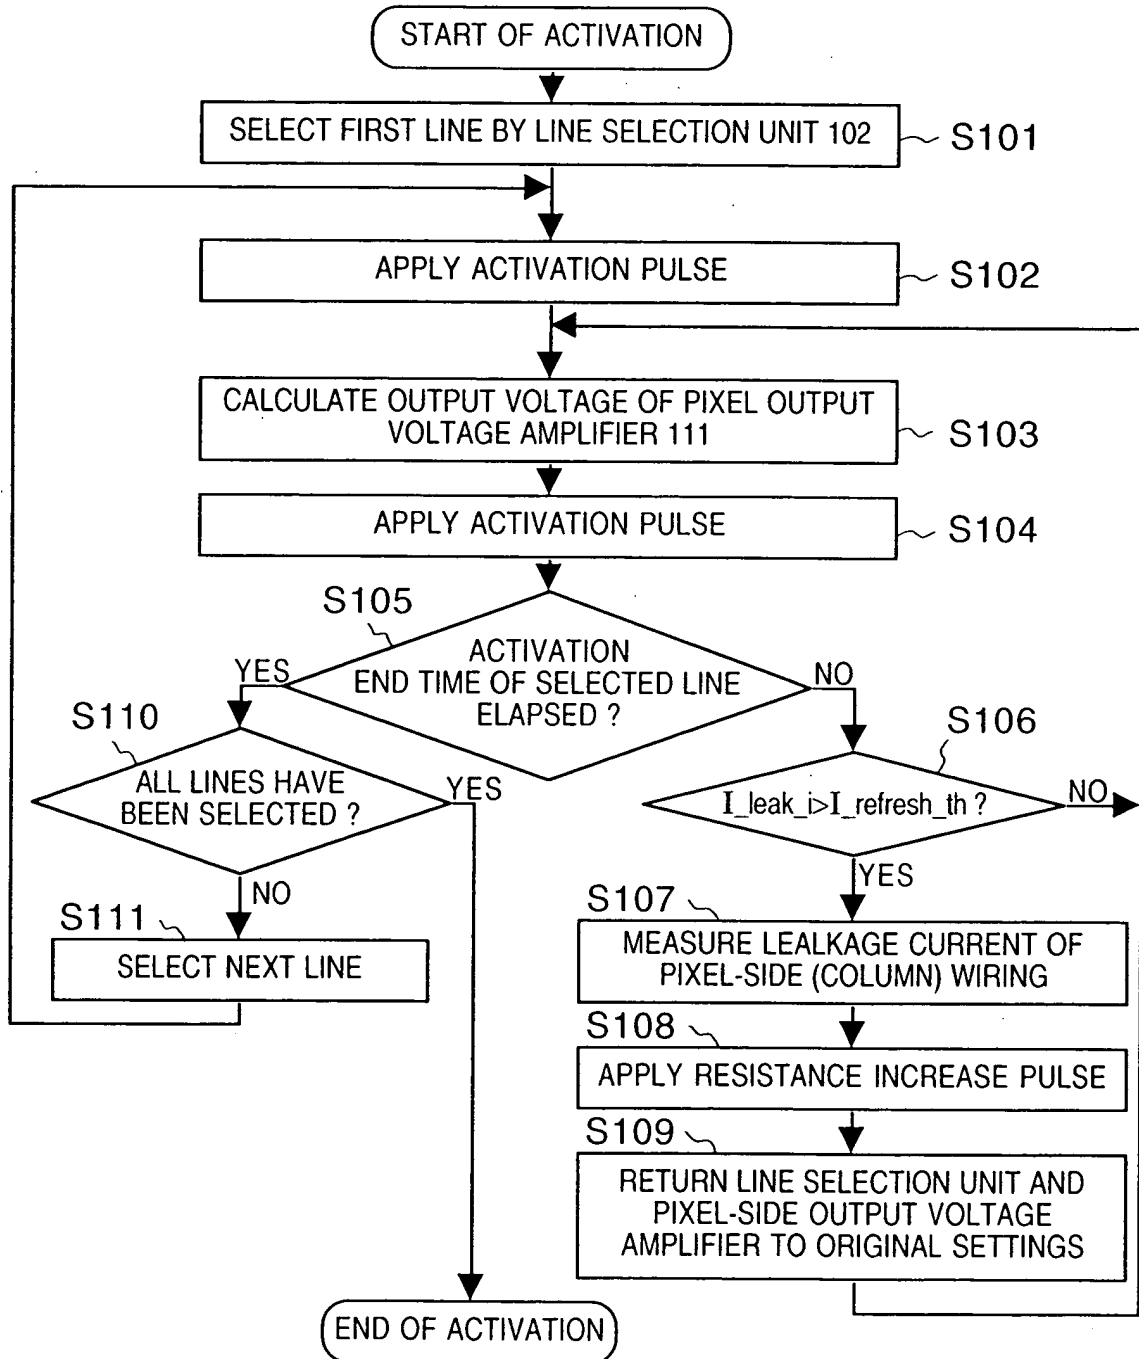 START OF ACTIVATION
SELECT FIRST LINE BY LINE SELECTION UNIT 102
S101
APPLY ACTIVATION PULSE
S102
CALCULATE OUTPUT VOLTAGE OF PIXEL OUTPUT
VOLTAGE AMPLIFIER 111
S103
APPLY ACTIVATION PULSE
S104
S105
ACTIVATION
END TIME OF SELECTED LINE
ELAPSED ?
YES
NO
S110
ALL LINES HAVE
BEEN SELECTED ?
YES
NO
S111
SELECT NEXT LINE
S106
I_leak_i>I_refresh_th ?
NO
YES
S107
MEASURE LEALKAGE CURRENT OF
PIXEL-SIDE (COLUMN) WIRING
S108
APPLY RESISTANCE INCREASE PULSE
S109
RETURN LINE SELECTION UNIT AND
PIXEL-SIDE OUTPUT VOLTAGE
AMPLIFIER TO ORIGINAL SETTINGS
END OF ACTIVATION